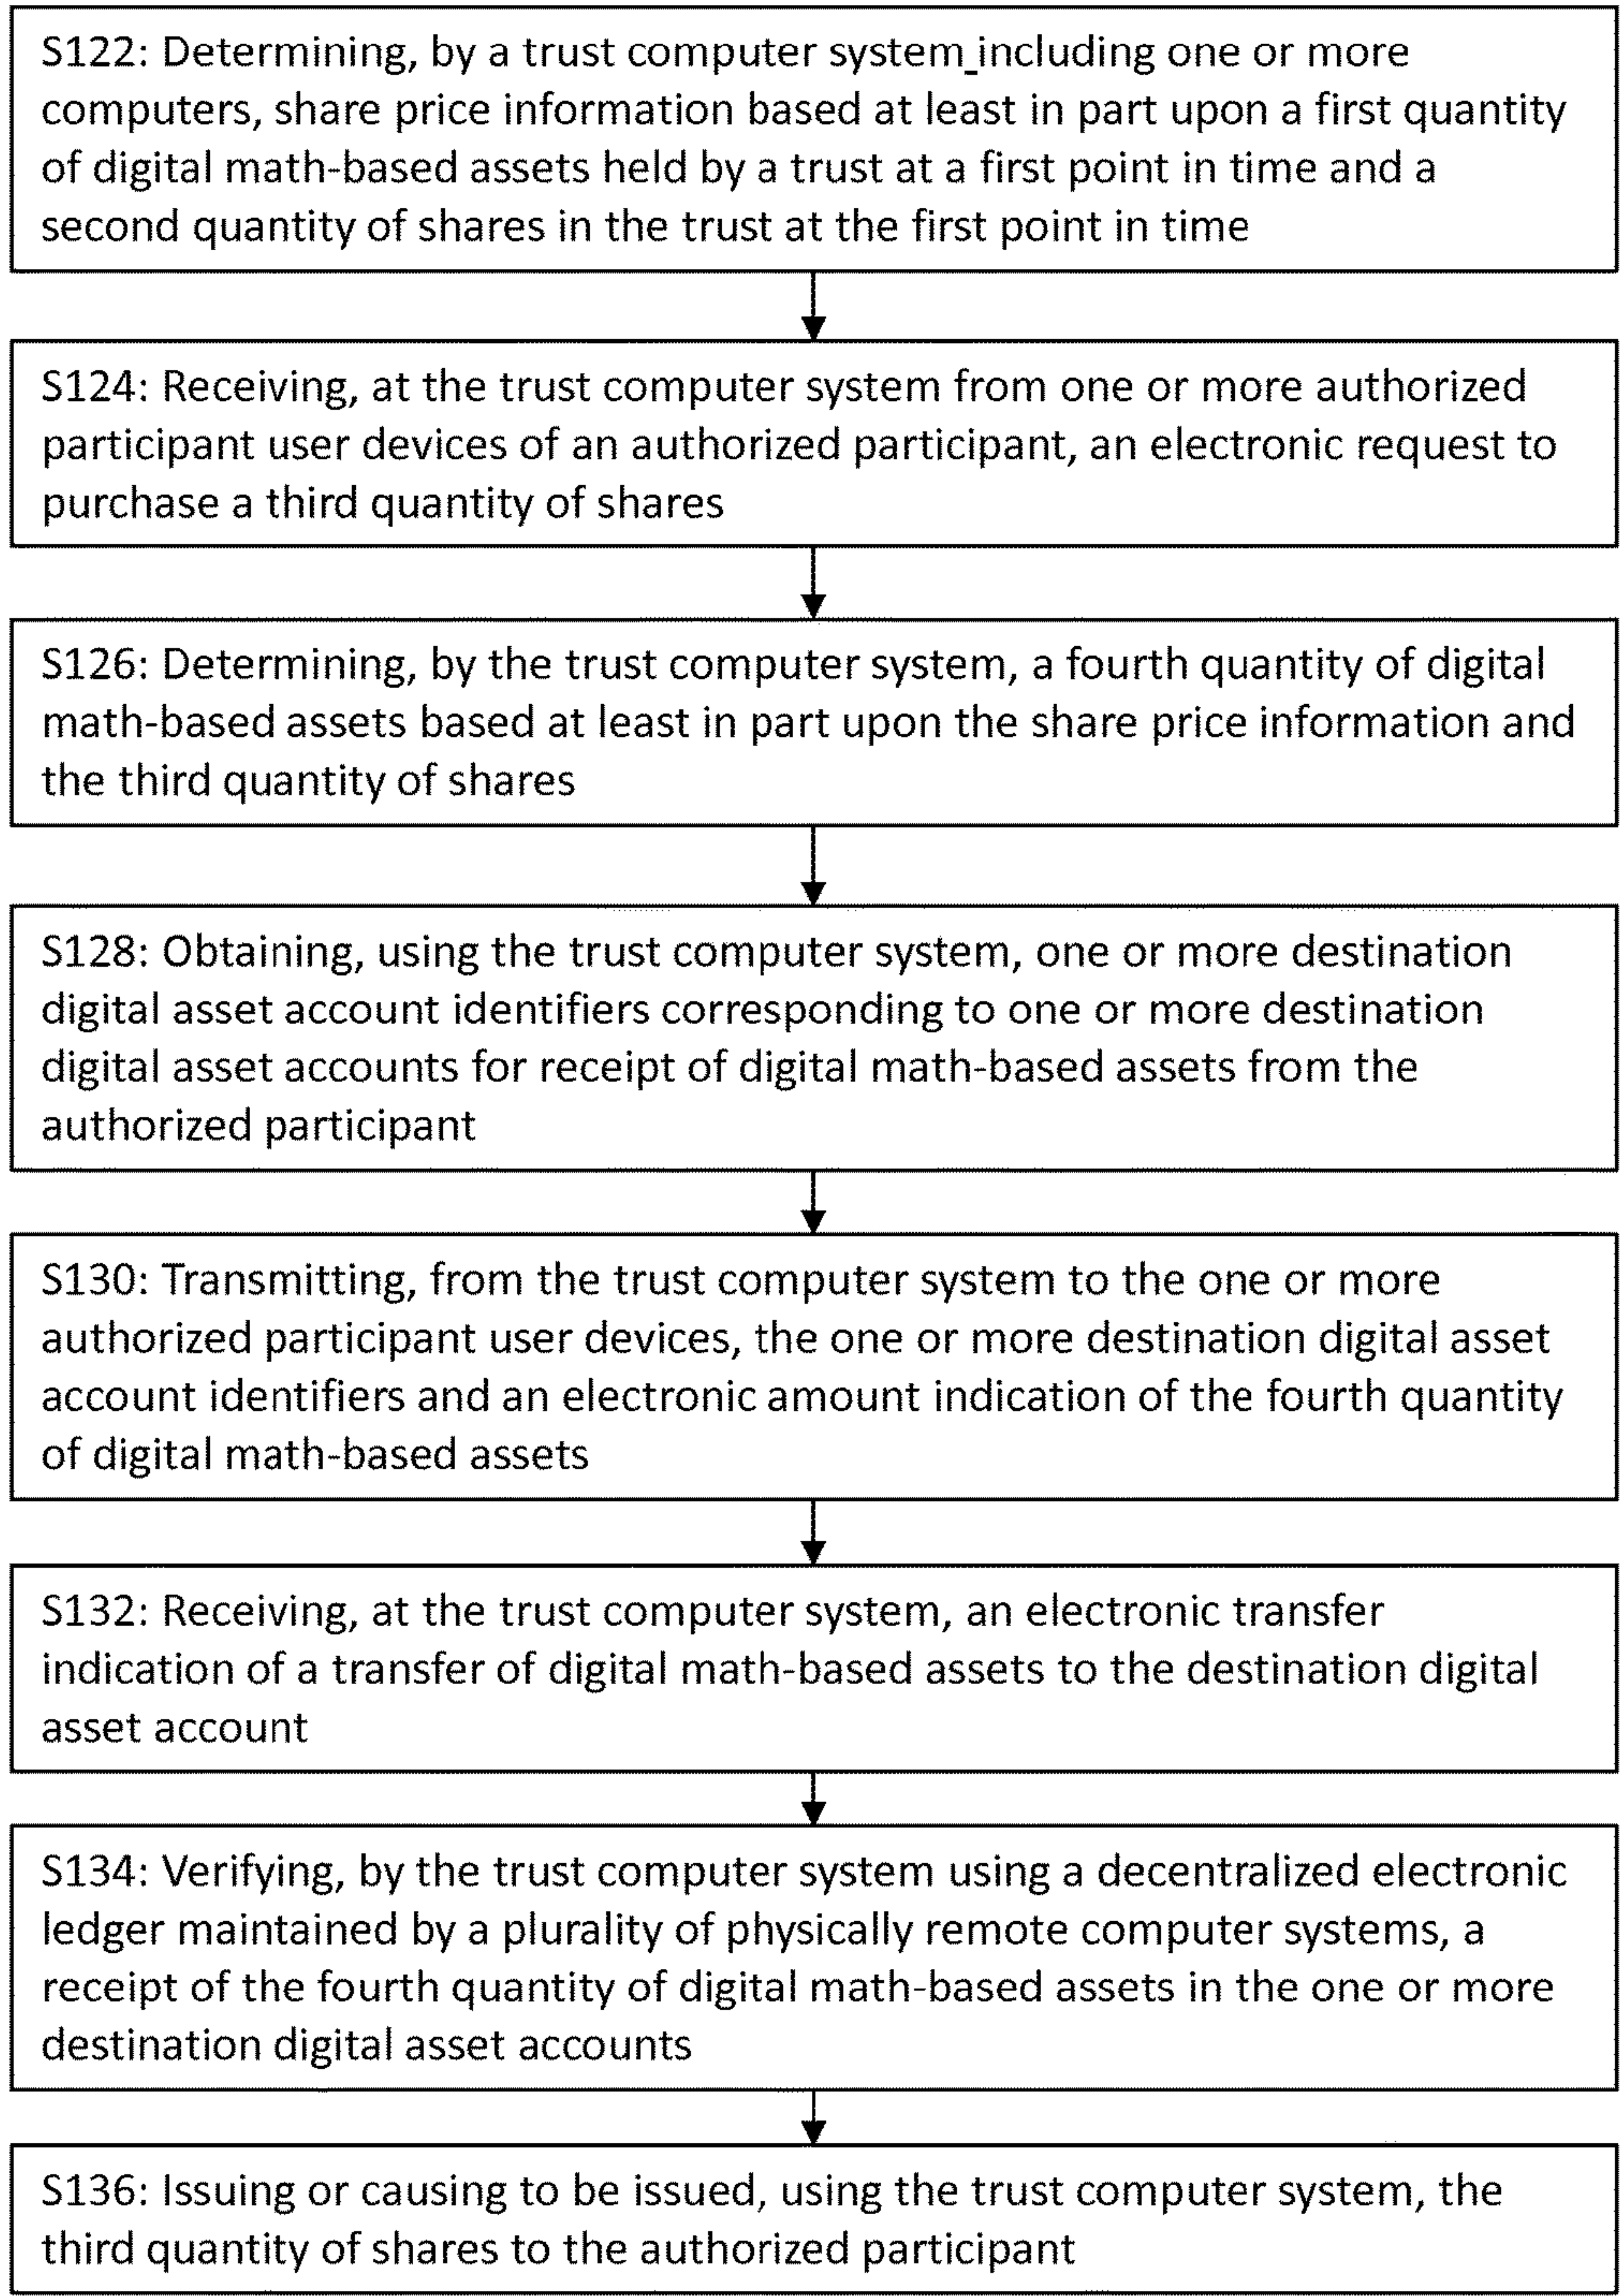 S122: Determining, by a trust computer system_including one or more
computers, share price information based at least in part upon a first quantity
of digital math-based assets held by a trust at a first point in time and a
second quantity of shares in the trust at the first point in time
S124: Receiving, at the trust computer system from one or more authorized
participant user devices of an authorized participant, an electronic request to
purchase a third quantity of shares
S126: Determining, by the trust computer system, a fourth quantity of digital
math-based assets based at least in part upon the share price information and
the third quantity of shares
S128: Obtaining, using the trust computer system, one or more destination
digital asset account identifiers corresponding to one or more destination
digital asset accounts for receipt of digital math-based assets from the
authorized participant
S130: Transmitting, from the trust computer system to the one or more
authorized participant user devices, the one or more destination digital asset
account identifiers and an electronic amount indication of the fourth quantity
of digital math-based assets
S132: Receiving, at the trust computer system, an electronic transfer
indication of a transfer of digital math-based assets to the destination digital
asset account
S134: Verifying, by the trust computer system using a decentralized electronic
ledger maintained by a plurality of physically remote computer systems, a
receipt of the fourth quantity of digital math-based assets in the one or more
destination digital asset accounts
S136: Issuing or causing to be issued, using the trust computer system, the
third quantity of shares to the authorized participant